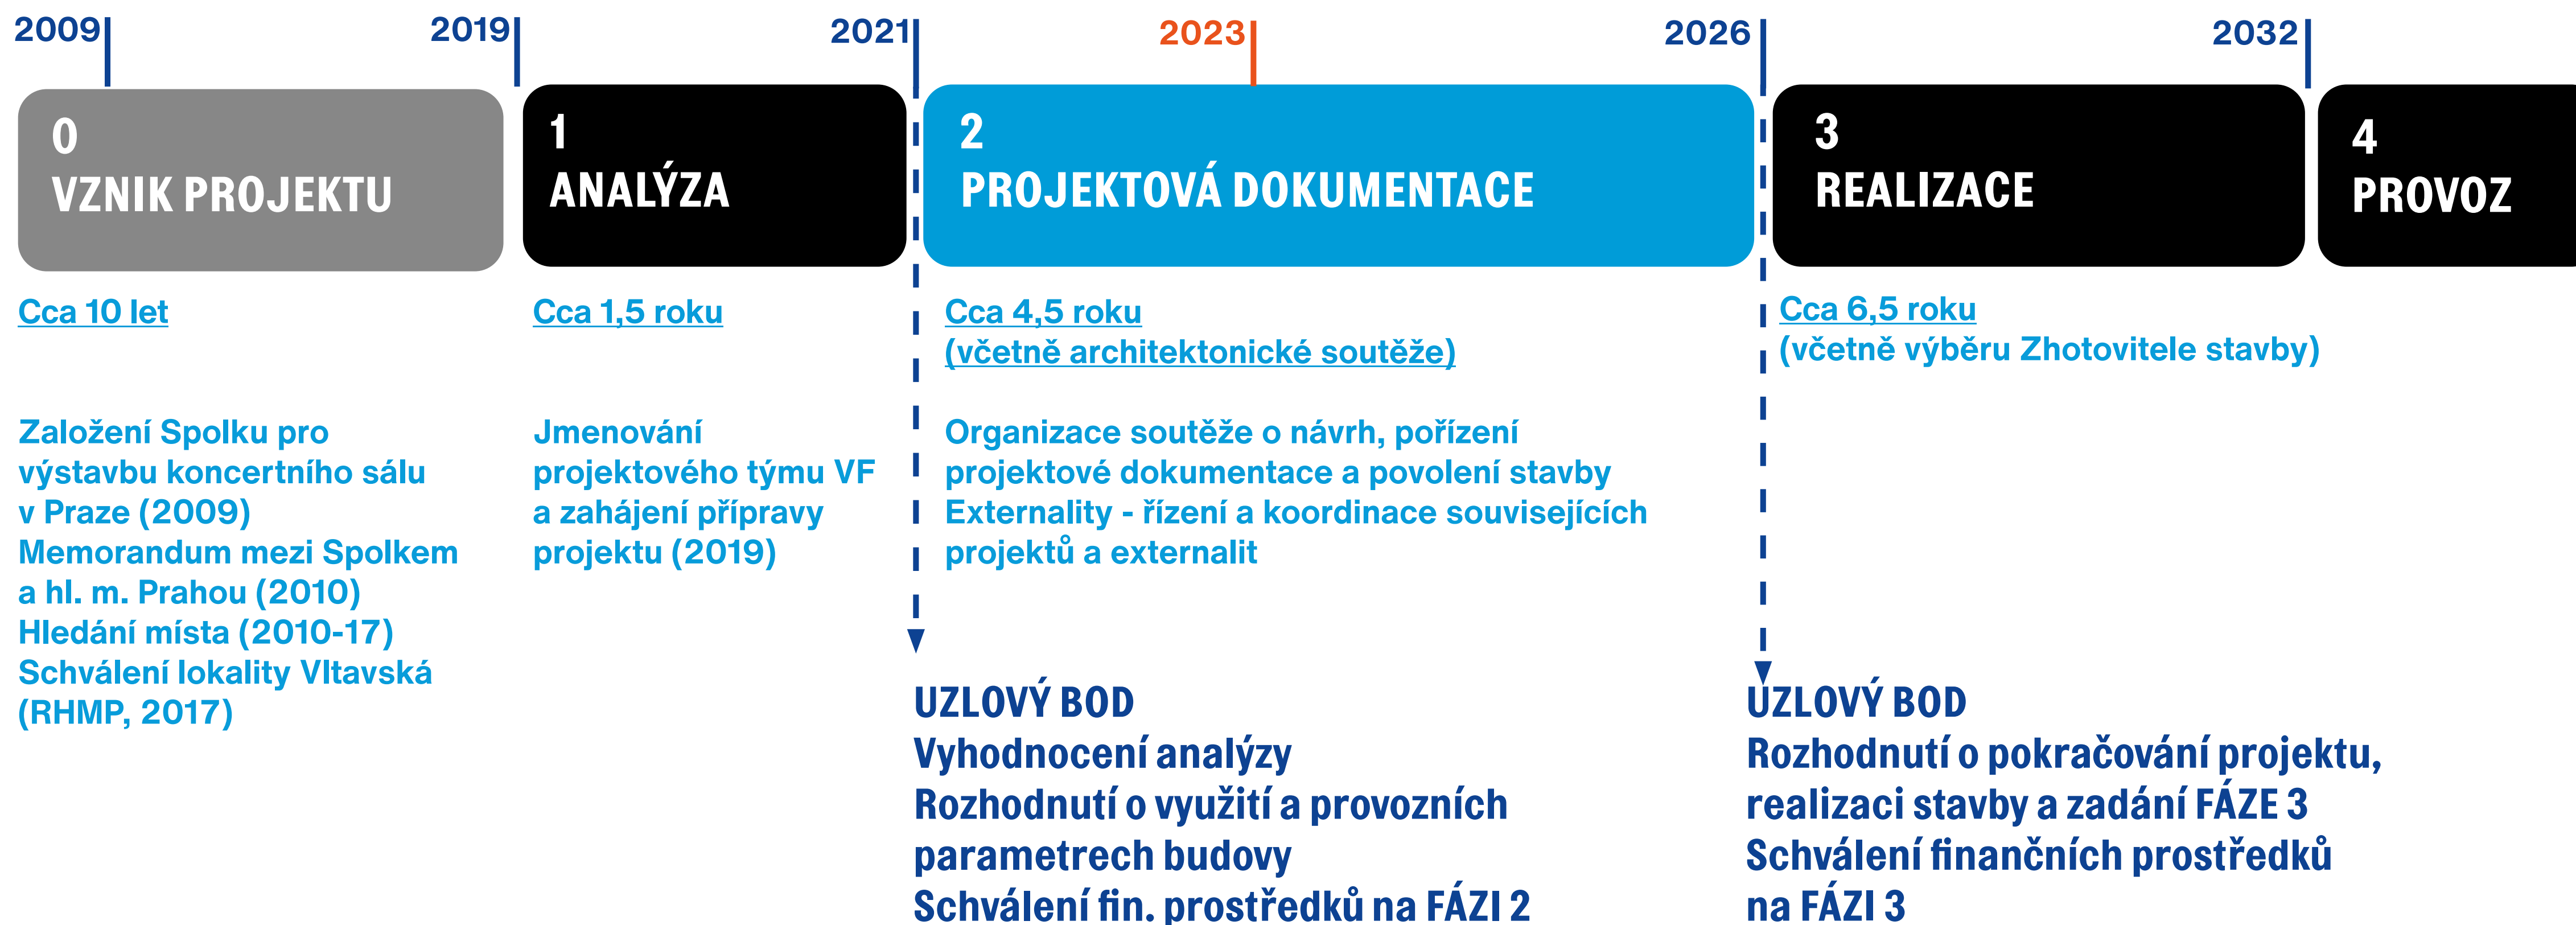 2009
2019
2021
2023
2026
2032
0
VZNIK PROJEKTU
1
ANALÝZA
2
PROJEKTOVÁ DOKUMENTACE
3
REALIZACE
4
PROVOZ
Cca 10 let
Založení Spolku pro
výstavbu koncertního sálu
v Praze (2009)
Memorandum mezi Spolkem
a hl. m. Prahou (2010)
Hledání místa (2010-17)
Schválení lokality Vltavská
(RHMP, 2017)
Cca 1,5 roku
Jmenování
projektového týmu VF
a zahájení přípravy
projektu (2019)
Cca 4,5 roku
(včetně architektonické soutěže)
Organizace soutěže o návrh, pořízení
projektové dokumentace a povolení stavby
Externality - řízení a koordinace souvisejících
projektů a externalit
Cca 6,5 roku
(včetně výběru Zhotovitele stavby)
UZLOVÝ BOD
Vyhodnocení analýzy
Rozhodnutí o využití a provozních
parametrech budovy
Schválení fin. prostředků na FÁZI 2
UZLOVÝ BOD
Rozhodnutí o pokračování projektu,
realizaci stavby a zadání FÁZE 3
Schválení finančních prostředků
na FÁZI 3